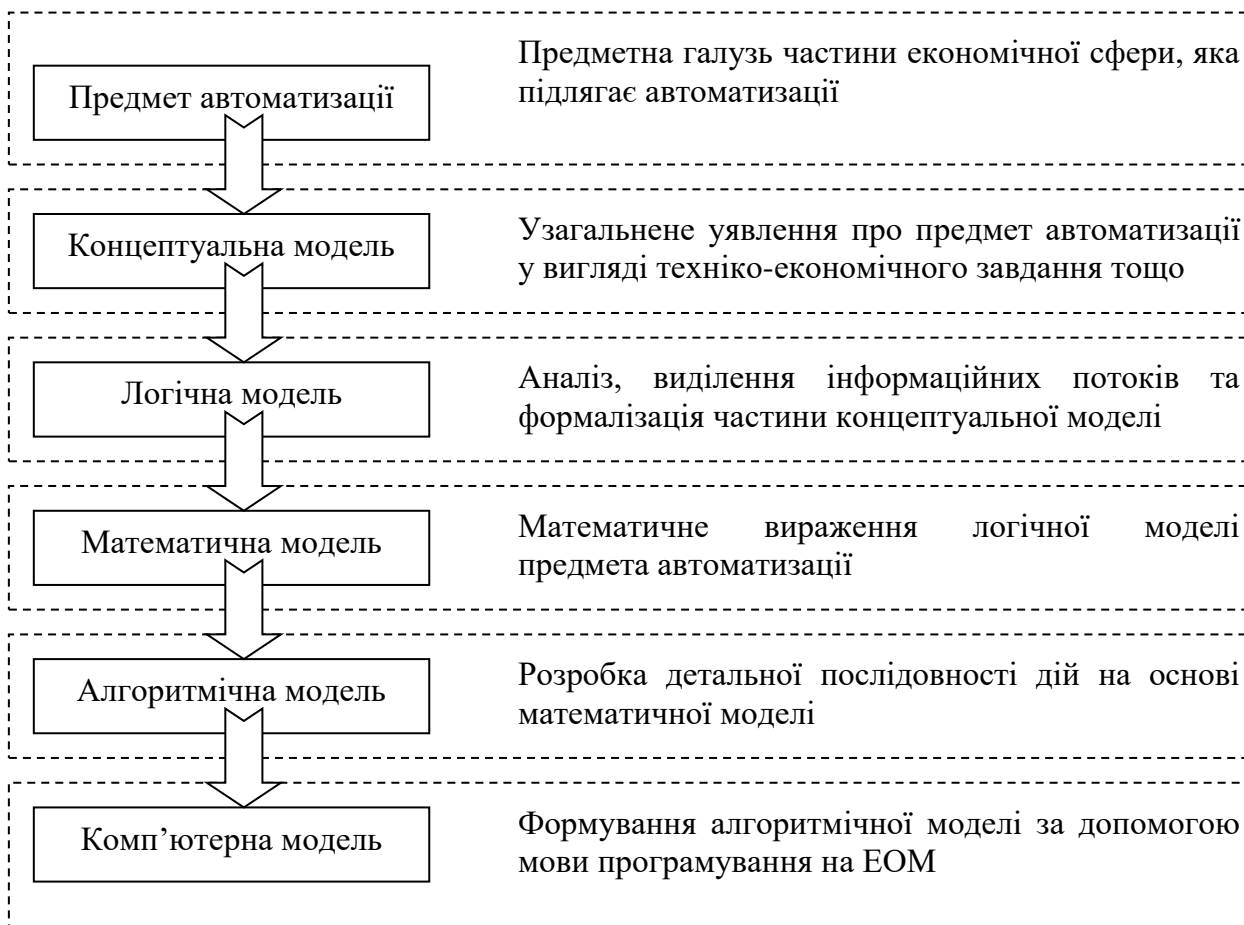 Предмет автоматизації
Предметна галузь частини економічної сфери, яка
підлягає автоматизації
Концептуальна модель
Узагальнене уявлення про предмет автоматизації
у вигляді техніко-економічного завдання тощо
Логічна модель
Аналіз, виділення інформаційних потоків та
формалізація частини концептуальної моделі
Математична модель
Математичне вираження логічної моделі
предмета автоматизації
Алгоритмічна модель
Розробка детальної послідовності дій на основі
математичної моделі
Комп’ютерна модель
Формування алгоритмічної моделі за допомогою
мови програмування на ЕОМ